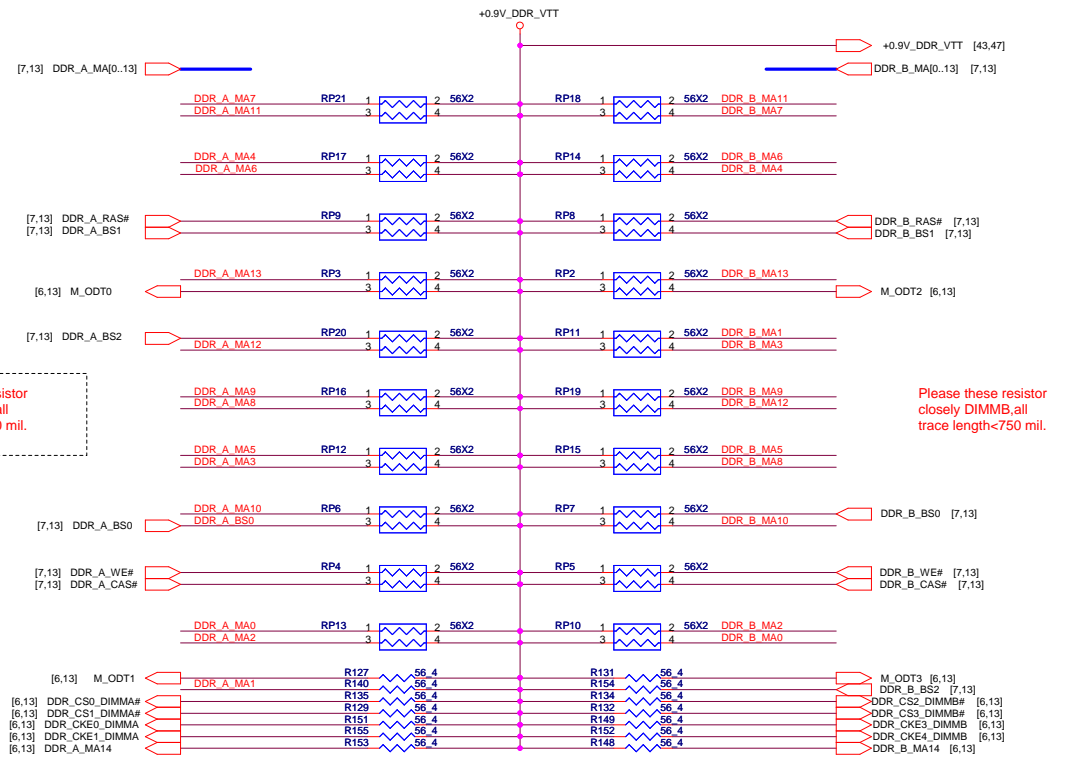 +0.9V_DDR_VTT
+0.9V_DDR_VTT [43,47]
[7,13] DDR_A_MA[0..13] DDR_B_MA[0..13] [7,13]
DDR_A_MA7 RP21 1 2 56X2 RP18 1 2 56X2 DDR_B_MA11
DDR_A_MA11 3 4 3 4 DDR_B_MA7
DDR_A_MA4 RP17 1 2 56X2 RP14 1 2 56X2 DDR_B_MA6
DDR_A_MA6 3 4 3 4 DDR_B_MA4
[7,13] DDR_A_RAS# RP9 1 2 56X2 RP8 1 2 56X2 DDR_B_RAS# [7,13]
[7,13] DDR_A_BS1 3 4 3 4 DDR_B_BS1 [7,13]
DDR_A_MA13 RP3 1 2 56X2 RP2 1 2 56X2 DDR_B_MA13
[6,13] M_ODT0 3 4 3 4 M_ODT2 [6,13]
[7,13] DDR_A_BS2 RP20 1 2 56X2 RP11 1 2 56X2 DDR_B_MA1
DDR_A_MA12 3 4 3 4 DDR_B_MA3
DDR_A_MA9 RP16 1 2 56X2 RP19 1 2 56X2 DDR_B_MA9
DDR_A_MA8 3 4 3 4 DDR_B_MA12
mil.
Please these resistor
closely DIMMB,all
trace length<750 mil.
DDR_A_MA5 RP12 1 2 56X2 RP15 1 2 56X2 DDR_B_MA5
DDR_A_MA3 3 4 3 4 DDR_B_MA8
DDR_A_MA10 RP6 1 2 56X2 RP7 1 2 56X2 DDR_B_BS0 [7,13]
[7,13] DDR_A_BS0 DDR_A_BS0 3 4 3 4 DDR_B_MA10
[7,13] DDR_A_WE# RP4 1 2 56X2 RP5 1 2 56X2 DDR_B_WE# [7,13]
[7,13] DDR_A_CAS# 3 4 3 4 DDR_B_CAS# [7,13]
DDR_A_MA0 RP13 1 2 56X2 RP10 1 2 56X2 DDR_B_MA2
DDR_A_MA2 3 4 3 4 DDR_B_MA0
[6,13] M_ODT1 R127 56_4 R131 56_4 M_ODT3 [6,13]
DDR_A_MA1 R140 56_4 R154 56_4 DDR_B_BS2 [7,13]
[6,13] DDR_CS0_DIMMA# R135 56_4 R134 56_4 DDR_CS2_DIMMB# [6,13]
[6,13] DDR_CS1_DIMMA# R129 56_4 R132 56_4 DDR_CS3_DIMMB# [6,13]
[6,13] DDR_CKE0_DIMMA R151 56_4 R149 56_4 DDR_CKE3_DIMMB [6,13]
[6,13] DDR_CKE1_DIMMA R155 56_4 R152 56_4 DDR_CKE4_DIMMB [6,13]
[6,13] DDR_A_MA14 R153 56_4 R148 56_4 DDR_B_MA14 [6,13]